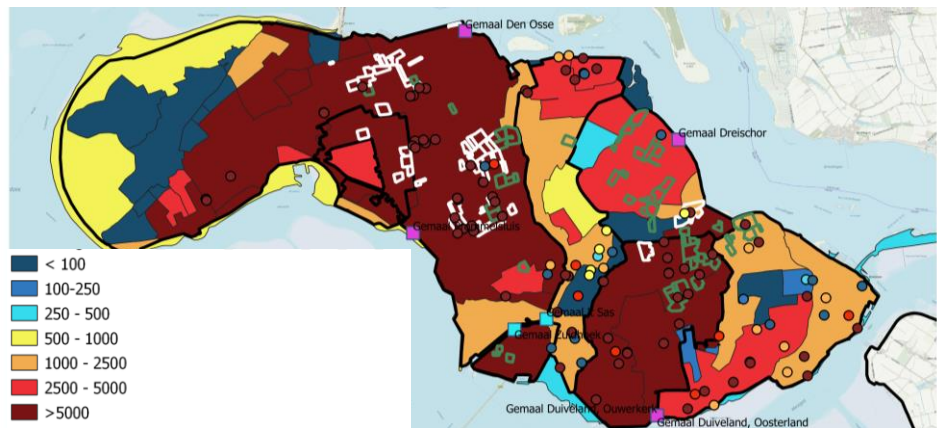 Gemaal Den Osse
Gemaal Dreischor
< 100
100-250
250 - 500
500 - 1000
1000 - 2500
2500 - 5000
>5000
Gemaal
Sas
Gemaal Zuidhoek
Gemaal Duiveland, Ouwerkerk
Gemaal Duiveland, Oosterland